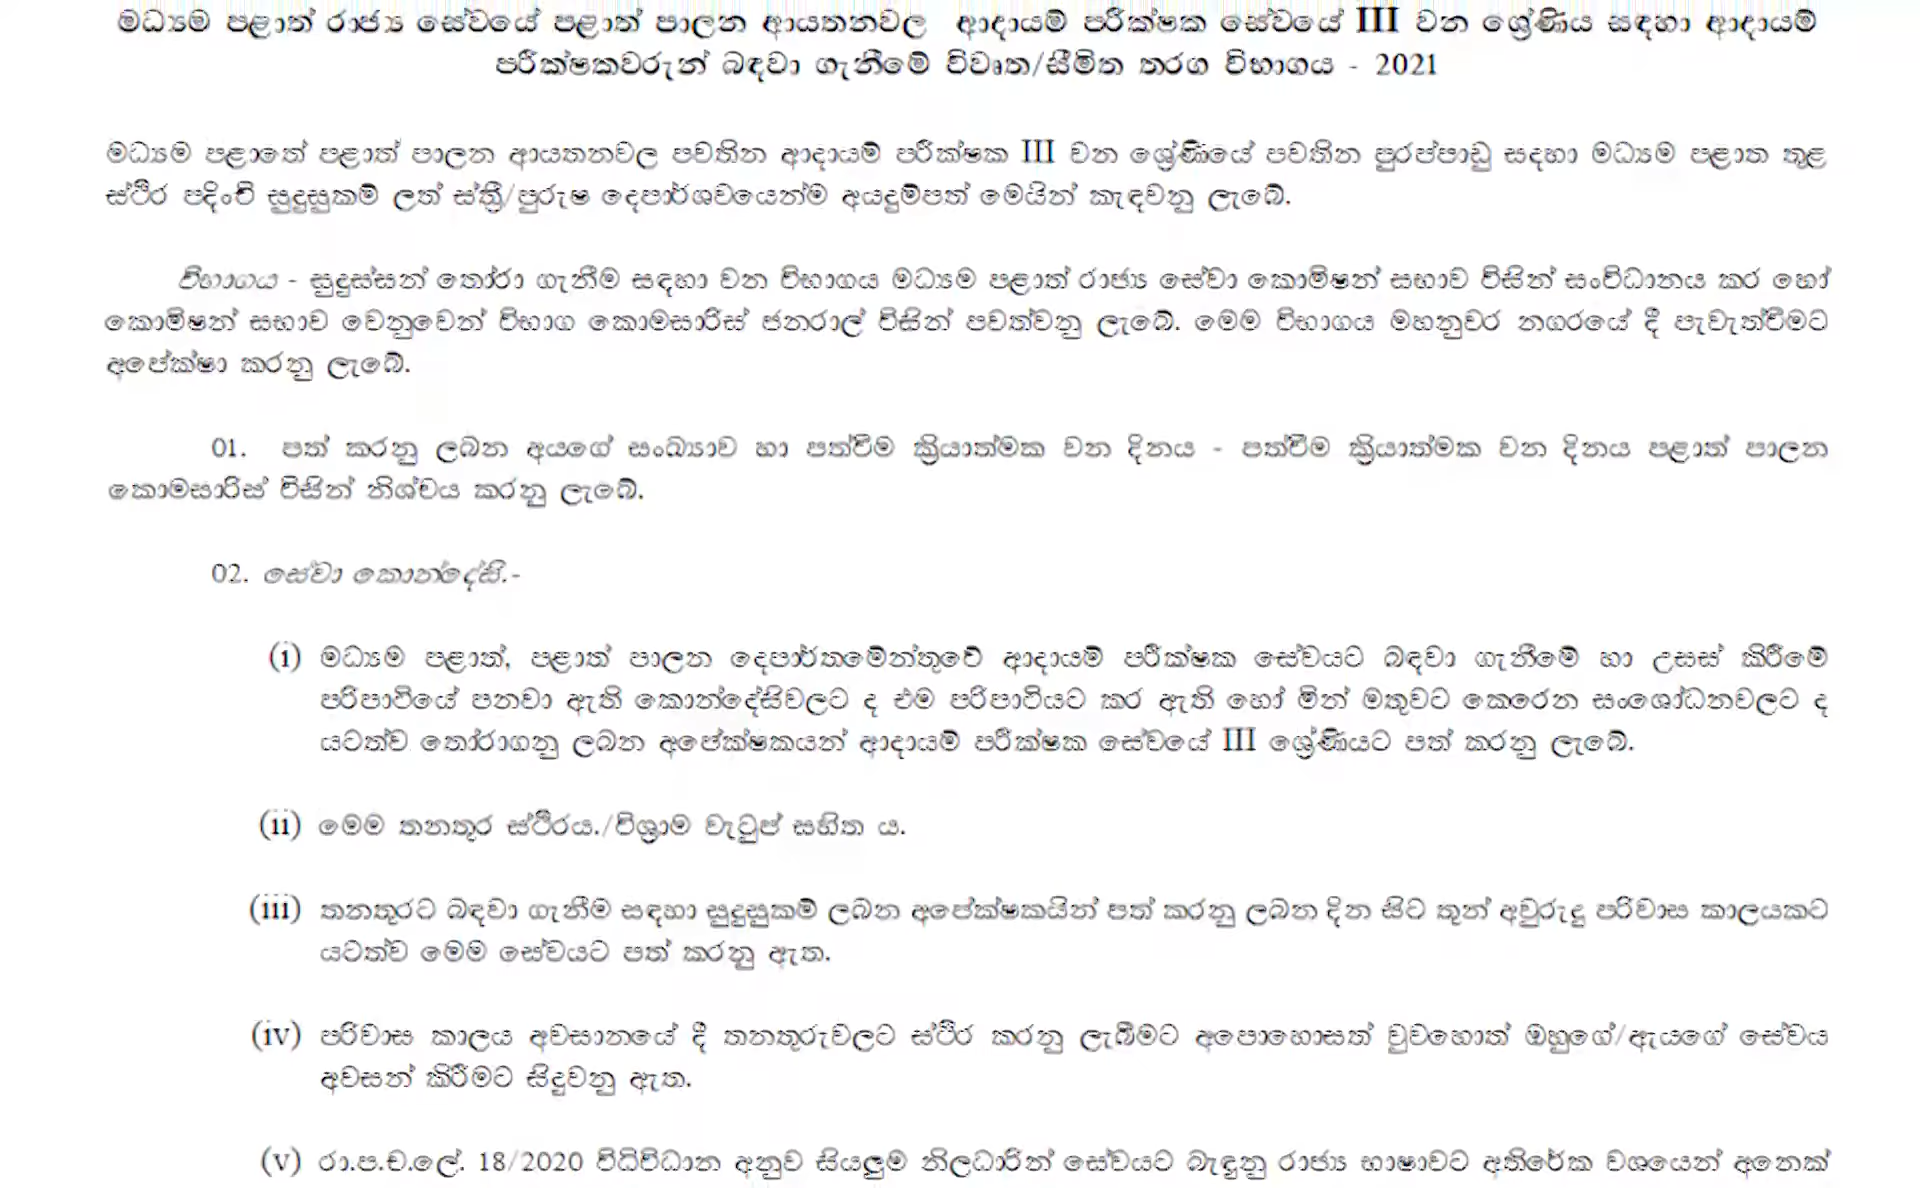 මධ්‍යම පළාත් රාජ්‍ය සේවයේ පළාත් පාලන ආයතනවල ආදායම් පරීක්ෂක සේවයේ III වන ශ්‍රේණිය සඳහා ආදායම්
පරීක්ෂකවරුන් බඳවා ගැනීමේ විවෘත/සීමිත තරග විභාගය - 2021
මධ්‍යම පළාතේ පළාත් පාලන ආයතනවල පවතින ආදායම් පරීක්ෂක III වන ශ්‍රේණියේ පවතින පුරප්පාඩු සඳහා මධ්‍යම පළාත තුළ
ස්ථිර පදිංචි සුදුසුකම් ලත් ස්ත්‍රී/පුරුෂ දෙපාර්ශවයෙන්ම අයදුම්පත් මෙයින් කැඳවනු ලැබේ.
විභාගය - සුදුස්සන් තෝරා ගැනීම සඳහා වන විභාගය මධ්‍යම පළාත් රාජ්‍ය සේවා කොමිෂන් සභාව විසින් සංවිධානය කර හෝ
කොමිෂන් සභාව වෙනුවෙන් විභාග කොමසාරිස් ජනරාල් විසින් පවත්වනු ලැබේ. මෙම විභාගය මහනුවර නගරයේ දී පැවැත්වීමට
අපේක්ෂා කරනු ලැබේ.
01. පත් කරනු ලබන අයගේ සංඛ්‍යාව හා පත්වීම ක්‍රියාත්මක වන දිනය - පත්වීම ක්‍රියාත්මක වන දිනය පළාත් පාලන
කොමසාරිස් විසින් නිශ්චය කරනු ලැබේ.
02. සේවා කොන්දේසි.-
(i) මධ්‍යම පළාත්, පළාත් පාලන දෙපාර්තමේන්තුවේ ආදායම් පරීක්ෂක සේවයට බඳවා ගැනීමේ හා උසස් කිරීමේ
පරිපාටියේ පනවා ඇති කොන්දේසිවලට ද එම පරිපාටියට කර ඇති හෝ මින් මතුවට කෙරෙන සංශෝධනවලට ද
යටත්ව තෝරාගනු ලබන අපේක්ෂකයන් ආදායම් පරීක්ෂක සේවයේ III ශ්‍රේණියට පත් කරනු ලැබේ.
(ii) මෙම තනතුර ස්ථිරය./විශ්‍රාම වැටුප් සහිත ය.
(iii) තනතුරට බඳවා ගැනීම සඳහා සුදුසුකම් ලබන අපේක්ෂකයින් පත් කරනු ලබන දින සිට තුන් අවුරුදු පරිවාස කාලයකට
යටත්ව මෙම සේවයට පත් කරනු ඇත.
(iv) පරිවාස කාලය අවසානයේ දී තනතුරුවලට ස්ථිර කරනු ලැබීමට අපොහොසත් වුවහොත් ඔහුගේ/ඇයගේ සේවය
අවසන් කිරීමට සිදුවනු ඇත.
(v) රා.ප.ච.ලේ. 18/2020 විධිවිධාන අනුව සියලුම නිලධාරින් සේවයට බැඳුනු රාජ්‍ය භාෂාවට අතිරේක වශයෙන් අනෙක්